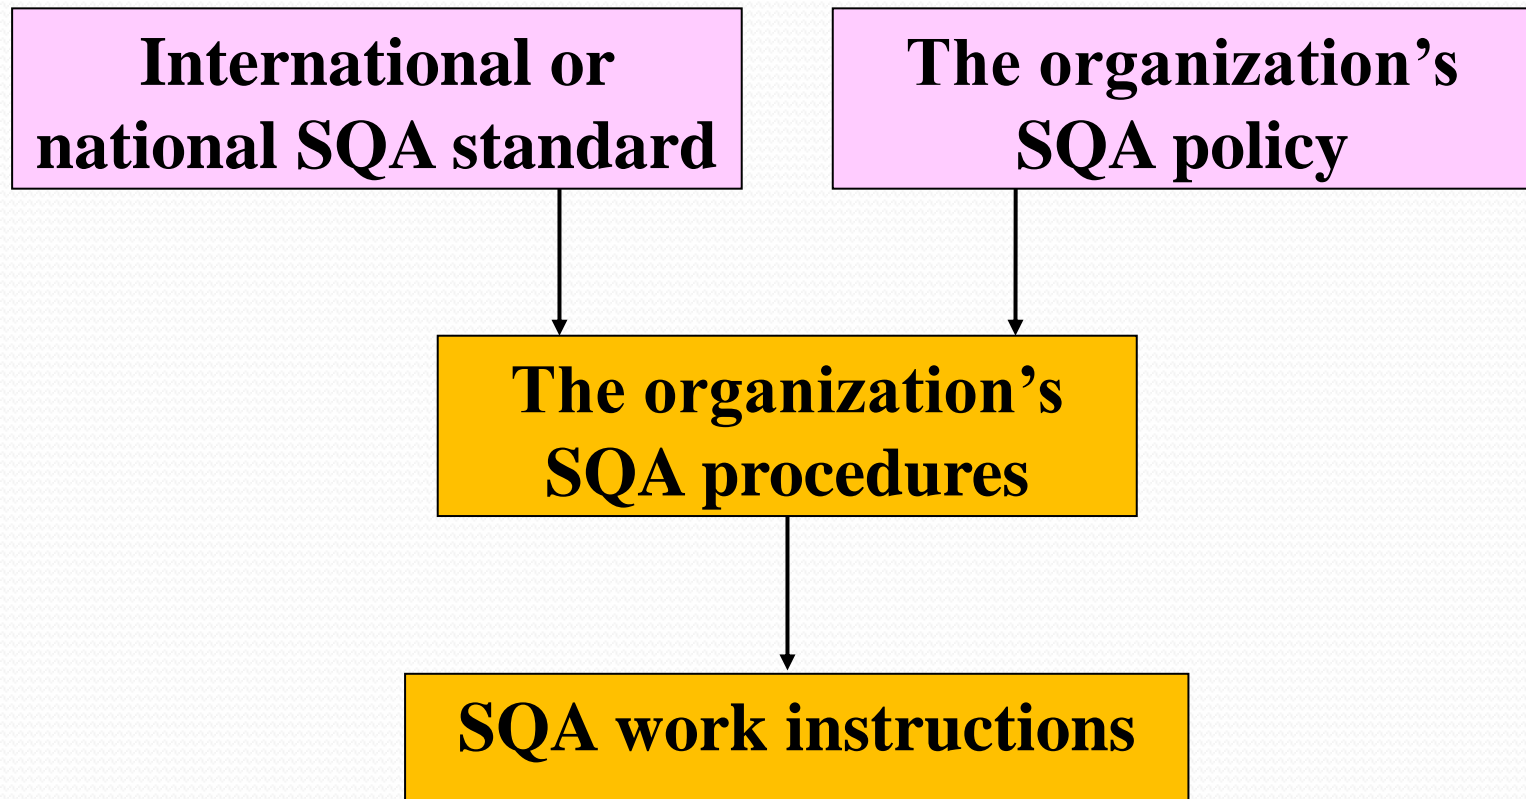 International or
national SQA standard
The organization’s
SQA policy
The organization’s
SQA procedures
SQA work instructions